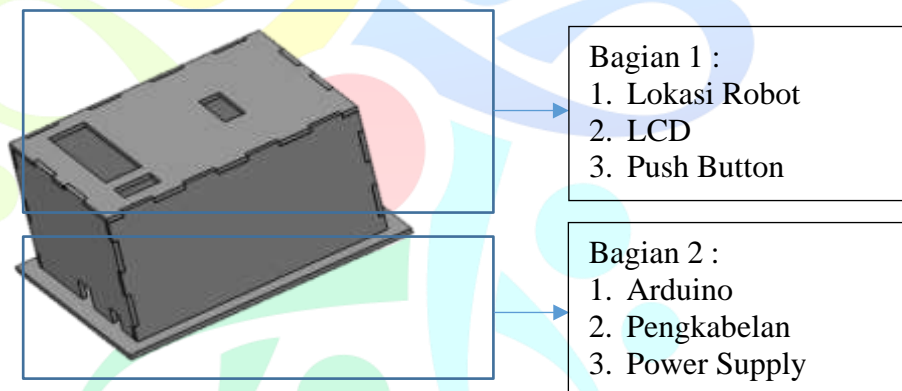 Bagian 1 :
1. Lokasi Robot
2. LCD
3. Push Button
Bagian 2 :
1. Arduino
2. Pengkabelan
3. Power Supply